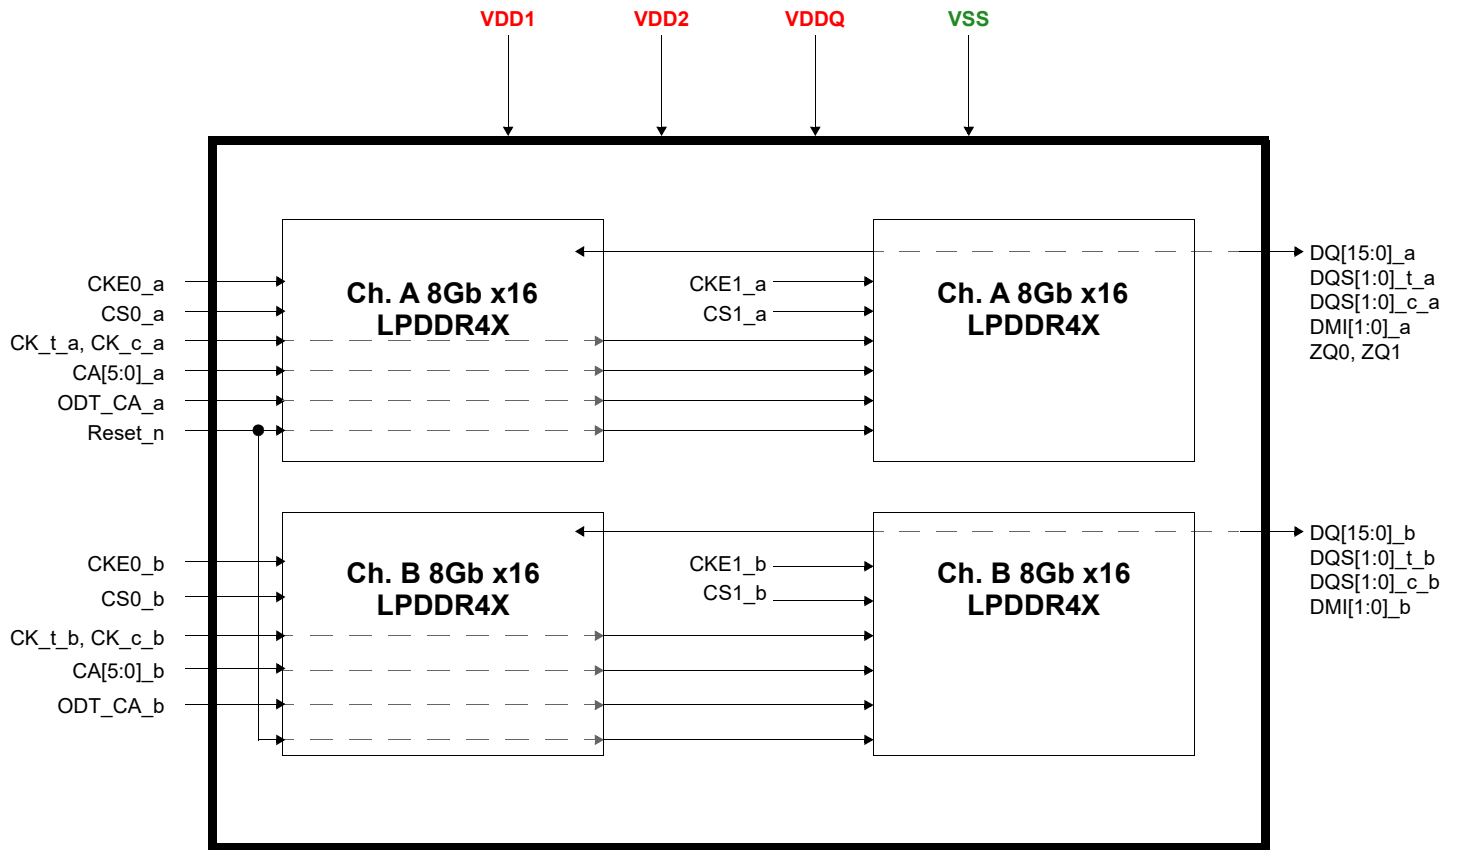 VDD1 VDD2 VDDQ VSS
CKE0_a
CS0_a
CK_t_a, CK_c_a
CA[5:0]_a
ODT_CA_a
Reset_n
Ch. A 8Gb x16
LPDDR4X
CKE1_a
CS1_a
Ch. A 8Gb x16
LPDDR4X
DQ[15:0]_a
DQS[1:0]_t_a
DQS[1:0]_c_a
DMI[1:0]_a
ZQ0, ZQ1
CKE0_b
CS0_b
CK_t_b, CK_c_b
CA[5:0]_b
ODT_CA_b
Ch. B 8Gb x16
LPDDR4X
CKE1_b
CS1_b
Ch. B 8Gb x16
LPDDR4X
DQ[15:0]_b
DQS[1:0]_t_b
DQS[1:0]_c_b
DMI[1:0]_b